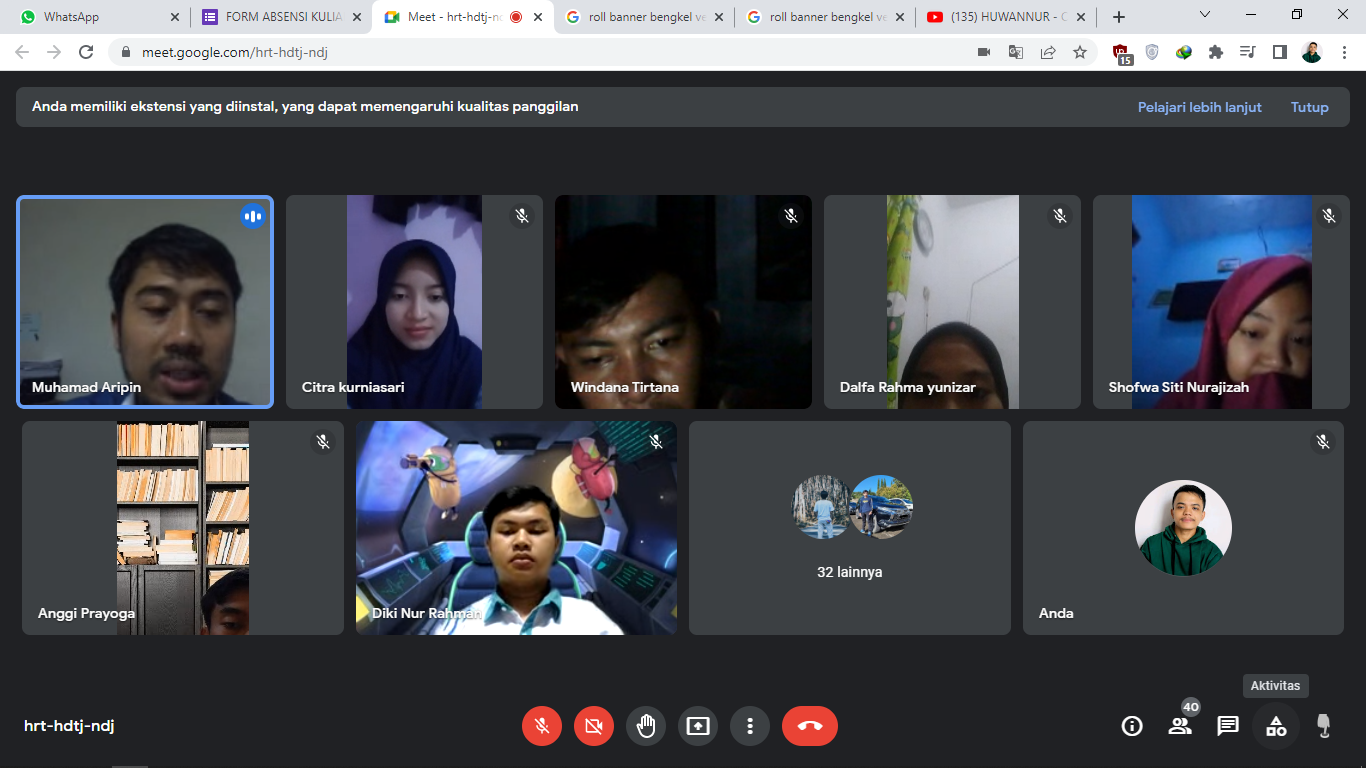 WhatsApp
FORM ABSENSI KULIA
Meet - hrt-hdtj-nd
roll banner bengkel ve
roll banner bengkel ve
(135) HUWANNUR - C
meet.google.com/hrt-hdtj-ndj
15
Anda memiliki ekstensi yang diinstal, yang dapat memengaruhi kualitas panggilan
Pelajari lebih lanjut
Tutup
Muhamad Aripin
Citra kurniasari
Windana Tirtana
Dalfa Rahma yunizar
Shofwa Siti Nurajizah
Anggi Prayoga
Diki Nur Rahman
32 lainnya
Anda
Aktivitas
hrt-hdtj-ndj
40